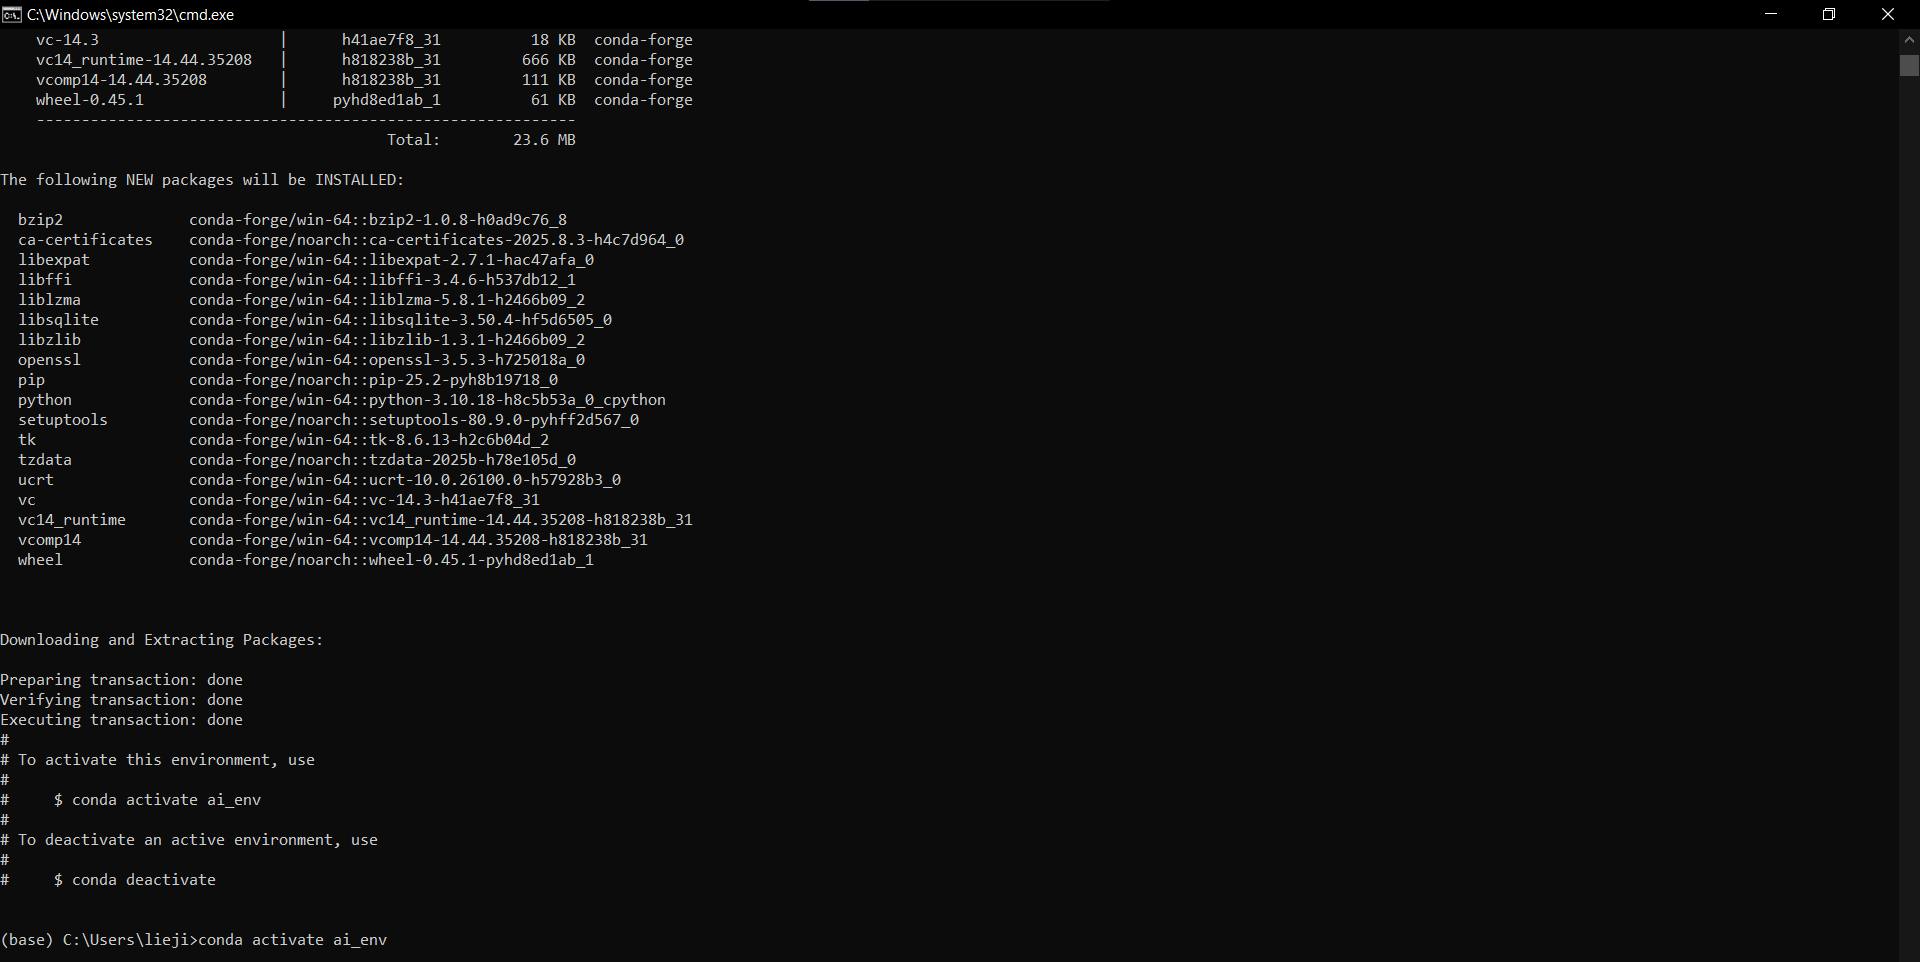 C:\Windows\system32\cmd.exe
vc-14.3 | h41ae7f8_31 18 KB conda-forge
vc14_runtime-14.44.35208 | h818238b_31 666 KB conda-forge
vcomp14-14.44.35208 | h818238b_31 111 KB conda-forge
wheel-0.45.1 | pyhd8ed1ab_1 61 KB conda-forge
------------------------------------------------------------
Total: 23.6 MB
The following NEW packages will be INSTALLED:
bzip2 conda-forge/win-64::bzip2-1.0.8-h0ad9c76_8
ca-certificates conda-forge/noarch::ca-certificates-2025.8.3-h4c7d964_0
libexpat conda-forge/win-64::libexpat-2.7.1-hac47afa_0
libffi conda-forge/win-64::libffi-3.4.6-h537db12_1
liblzma conda-forge/win-64::liblzma-5.8.1-h2466b09_2
libsqlite conda-forge/win-64::libsqlite-3.50.4-hf5d6505_0
libzlib conda-forge/win-64::libzlib-1.3.1-h2466b09_2
openssl conda-forge/win-64::openssl-3.5.3-h725018a_0
pip conda-forge/noarch::pip-25.2-pyh8b19718_0
python conda-forge/win-64::python-3.10.18-h8c5b53a_0_cpython
setuptools conda-forge/noarch::setuptools-80.9.0-pyhff2d567_0
tk conda-forge/win-64::tk-8.6.13-h2c6b04d_2
tzdata conda-forge/noarch::tzdata-2025b-h78e105d_0
ucrt conda-forge/win-64::ucrt-10.0.26100.0-h57928b3_0
vc conda-forge/win-64::vc-14.3-h41ae7f8_31
vc14_runtime conda-forge/win-64::vc14_runtime-14.44.35208-h818238b_31
vcomp14 conda-forge/win-64::vcomp14-14.44.35208-h818238b_31
wheel conda-forge/noarch::wheel-0.45.1-pyhd8ed1ab_1
Downloading and Extracting Packages:
Preparing transaction: done
Verifying transaction: done
Executing transaction: done
#
# To activate this environment, use
#
# $ conda activate ai_env
#
# To deactivate an active environment, use
#
# $ conda deactivate
(base) C:\Users\lieji>conda activate ai_env